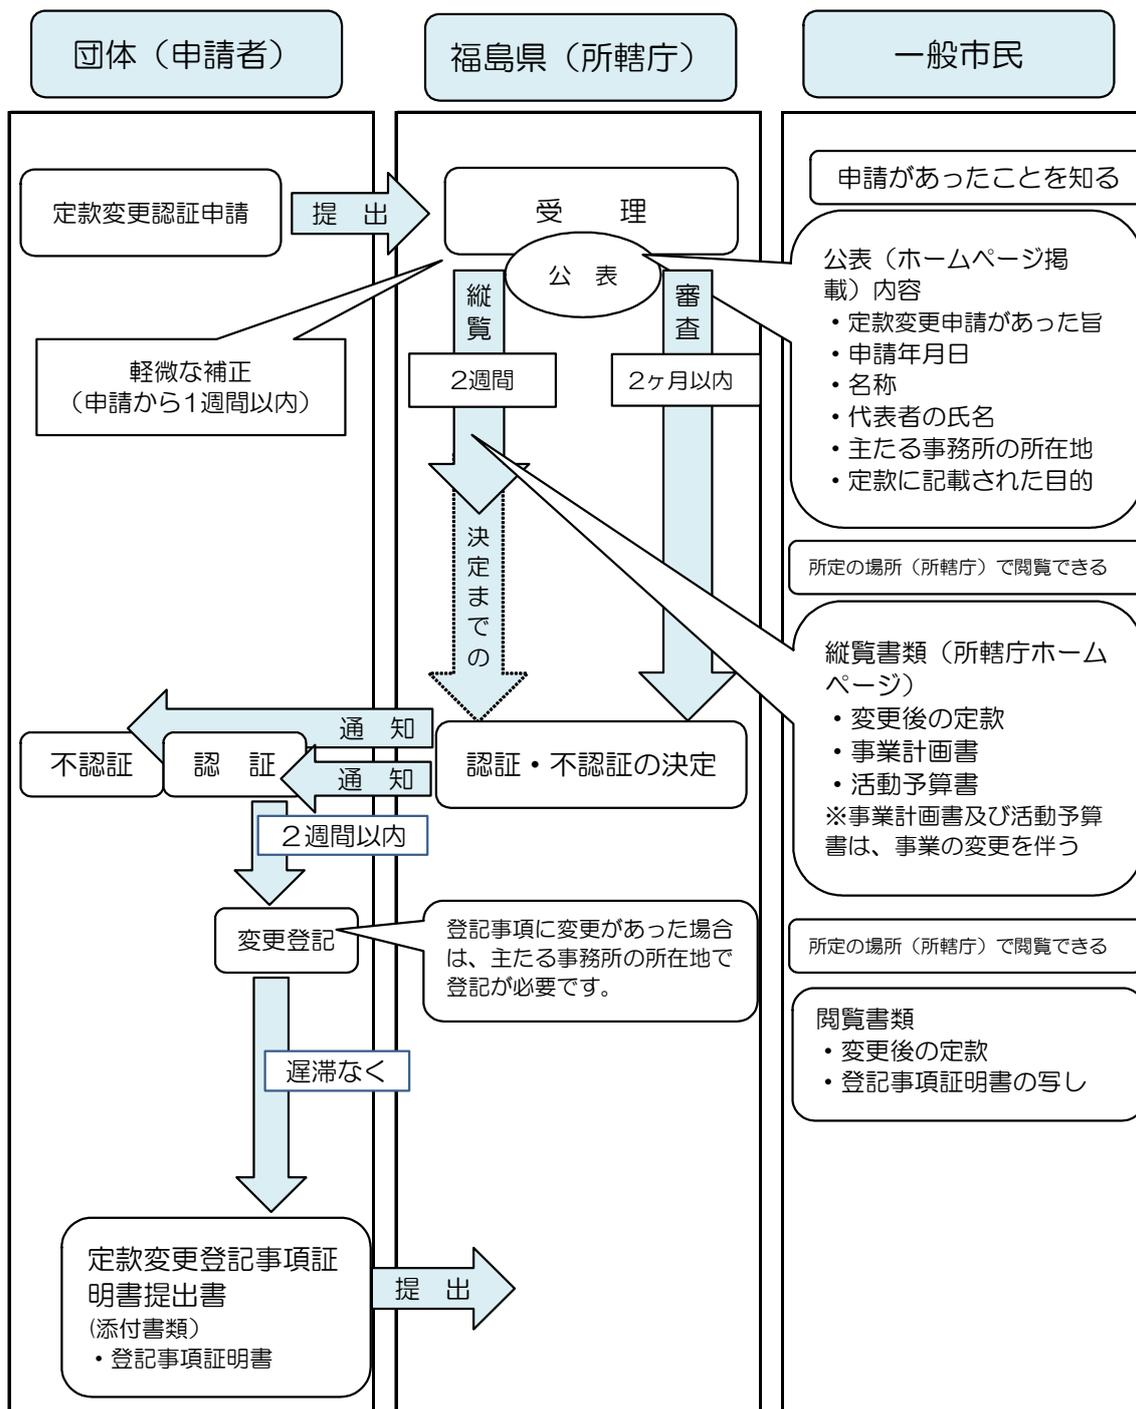 団体（申請者）
福島県（所轄庁）
一般市民
定款変更認証申請
提　出
受　　理
公　表
縦覧
審査
2週間
2ヶ月以内
軽微な補正
（申請から1週間以内）
決定までの
申請があったことを知る
公表（ホームページ掲
載）内容
・定款変更申請があった旨
・申請年月日
・名称
・代表者の氏名
・主たる事務所の所在地
・定款に記載された目的
所定の場所（所轄庁）で閲覧できる
縦覧書類（所轄庁ホーム
ページ）
・変更後の定款
・事業計画書
・活動予算書
※事業計画書及び活動予算
書は、事業の変更を伴う
通　知
通　知
不認証
認　証
認証・不認証の決定
２週間以内
変更登記
登記事項に変更があった場合
は、主たる事務所の所在地で
登記が必要です。
所定の場所（所轄庁）で閲覧できる
閲覧書類
・変更後の定款
・登記事項証明書の写し
遅滞なく
定款変更登記事項証
明書提出書
(添付書類）
・登記事項証明書
提　出